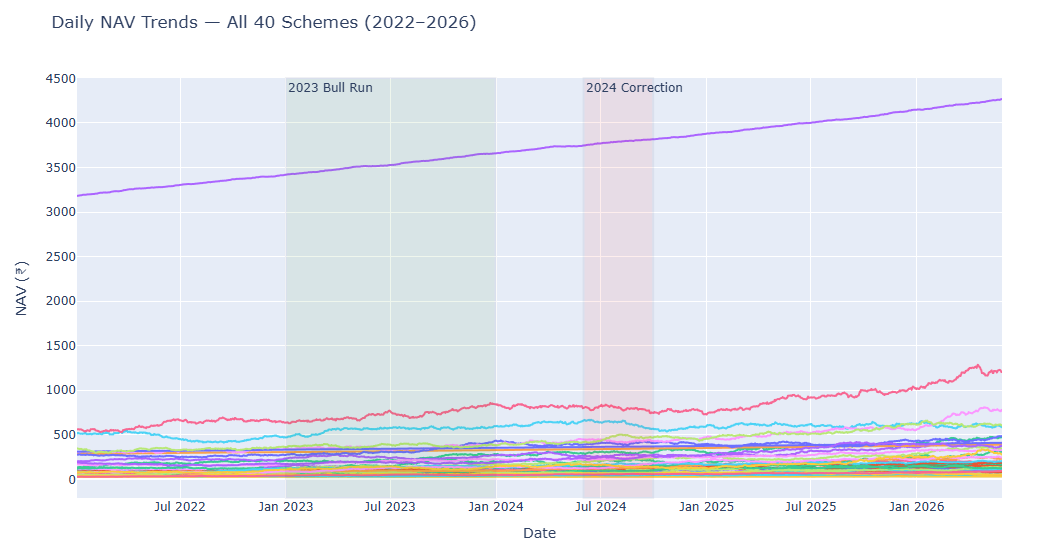 Daily NAV Trends — All 40 Schemes (2022–2026)
2023 Bull Run
2024 Correction
4500
4000
3500
3000
2500
2000
1500
1000
500
0
NAV (₹)
Jul 2022
Jan 2023
Jul 2023
Jan 2024
Jul 2024
Jan 2025
Jul 2025
Jan 2026
Date